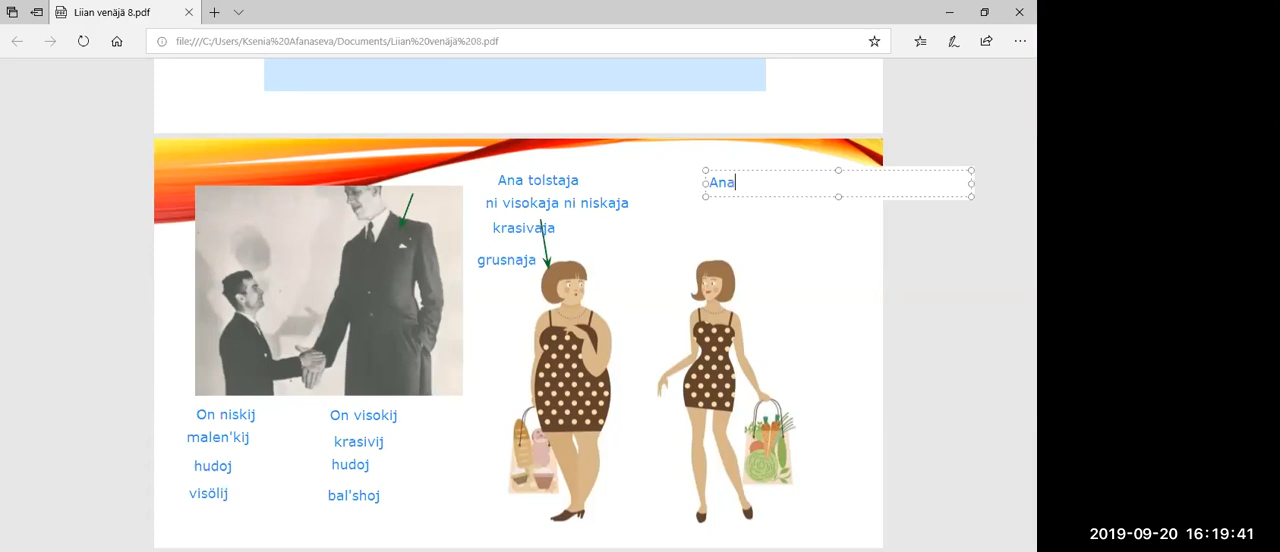 Liian venäjä 8.pdf
file:///C:/Users/Ksenia%20Afanaseva/Documents/Liian%20venäjä%208.pdf
Ana tolstaja
ni visokaja ni niskaja
krasivaja
grusnaja
Ana
On niskij
malen'kij
hudoj
visölij
On visokij
krasivij
hudoj
bal'shoj
2019-09-20 16:19:41